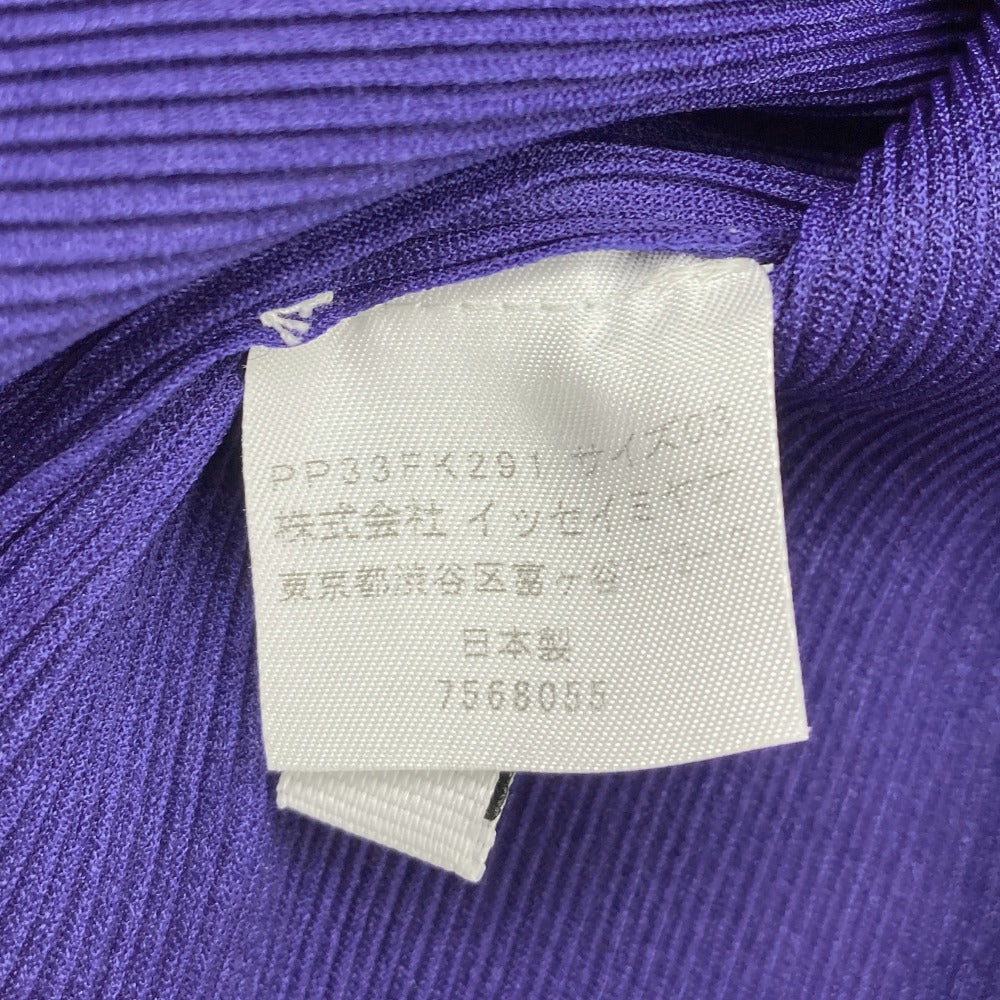 PP33FK291 サイズ03
株式会社 イッセイミヤケ
東京都渋谷区富ヶ谷
日本製
7568055